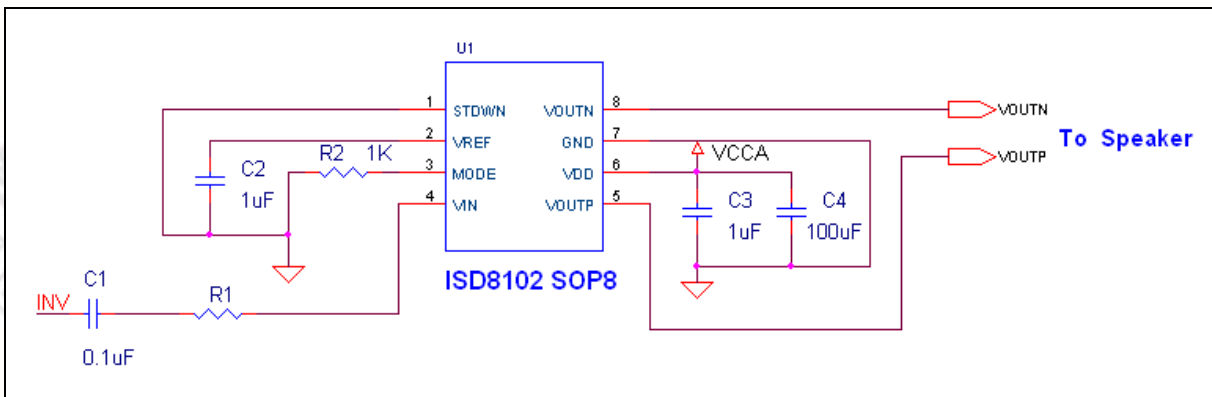 U1
1 STDWN VOUTN 8 VOUTN
2 VREF GND 7 To Speaker
R2 1K VCCA VOUTP
C2 3 MODE VDD 6
1uF 4 VIN VOUTP 5 C3 C4
1uF 100uF
ISD8102 SOP8
C1
INV R1
0.1uF